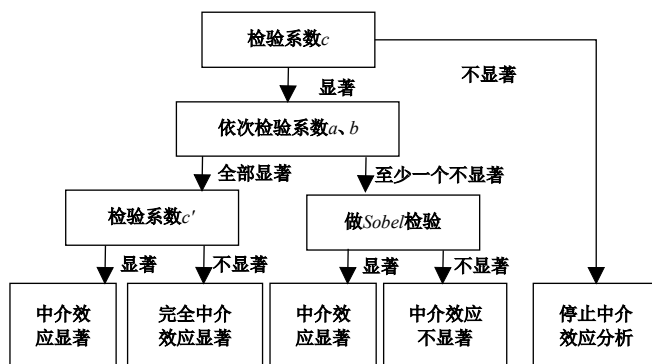 检验系数c
显著
不显著
依次检验系数a、b
全部显著
至少一个不显著
检验系数c'
做Sobel检验
显著
不显著
显著
不显著
中介效
应显著
完全中介
效应显著
中介效
应显著
中介效应
不显著
停止中介
效应分析